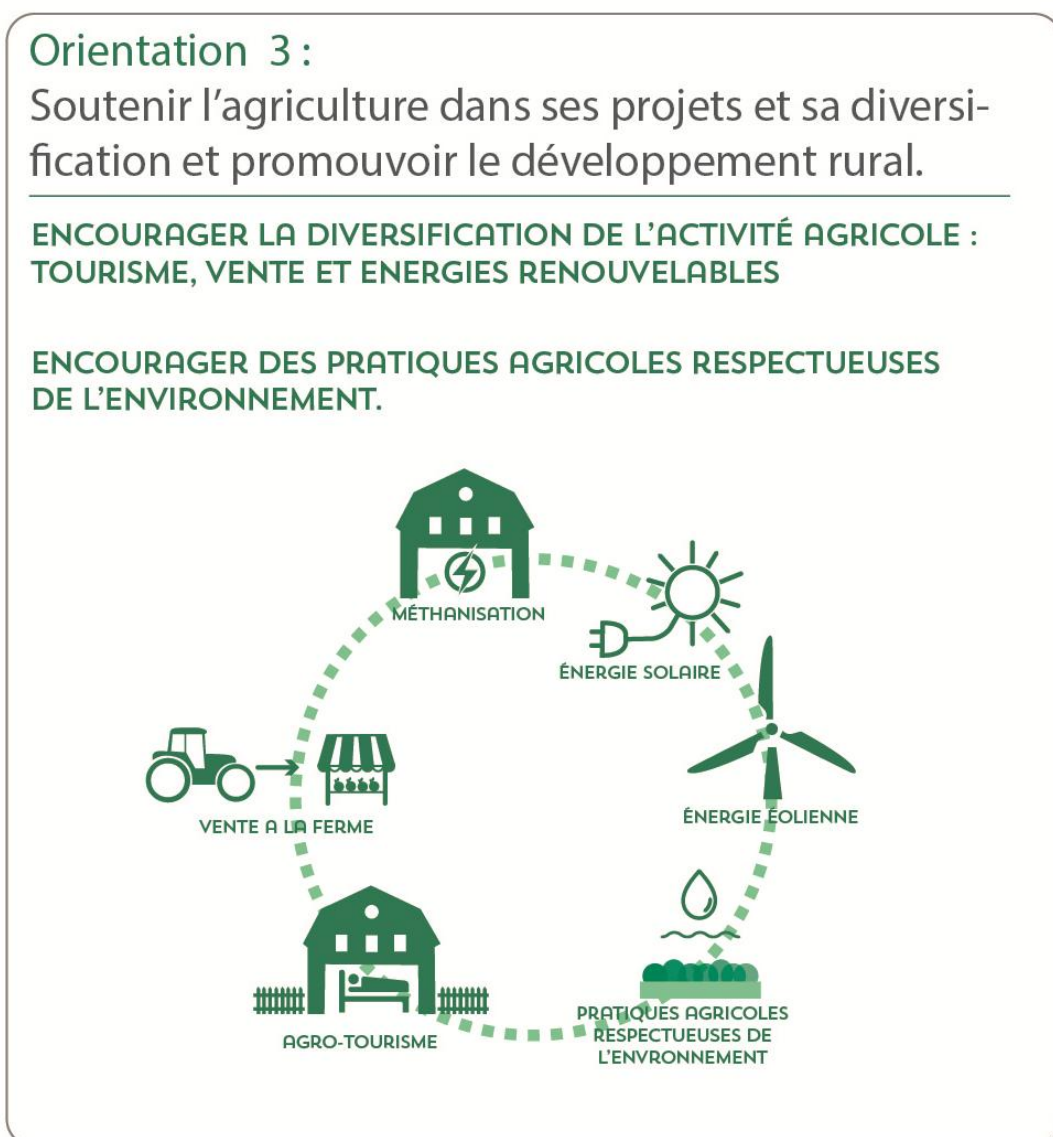 Orientation 3 :
Soutenir l'agriculture dans ses projets et sa diversi-
fication et promouvoir le développement rural.
ENCOURAGER LA DIVERSIFICATION DE L'ACTIVITÉ AGRICOLE :
TOURISME, VENTE ET ENERGIES RENOUVELABLES
ENCOURAGER DES PRATIQUES AGRICOLES RESPECTUEUSES
DE L'ENVIRONNEMENT.
MÉTHANISATION
ÉNERGIE SOLAIRE
ÉNERGIE ÉOLIENNE
VENTE A LA FERME
PRATIQUES AGRICOLES
RESPECTUEUSES DE
L'ENVRONNEMENT
AGRO-TOURISME